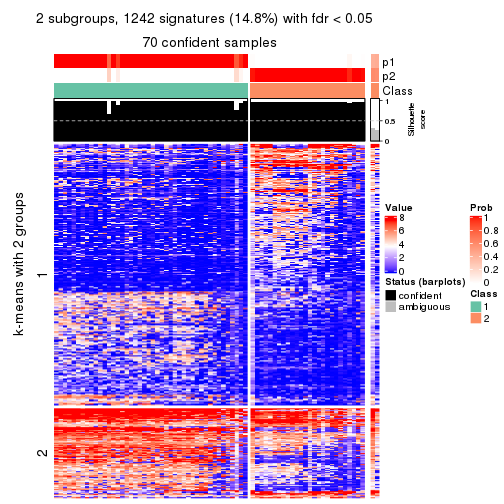 2 subgroups, 1242 signatures (14.8%) with fdr < 0.05
70 confident samples
p1
p2
Class
1
0.5
0
Silhouette
score
k-means with 2 groups
1
2
Value
8
6
4
2
0
Status (barplots)
confident
ambiguous
Prob
1
0.8
0.6
0.4
0.2
0
Class
1
2